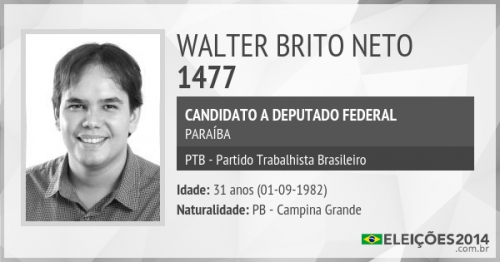 WALTER BRITO NETO
1477
CANDIDATO A DEPUTADO FEDERAL
PARAÍBA
PTB - Partido Trabalhista Brasileiro
Idade: 31 anos (01-09-1982)
Naturalidade: PB - Campina Grande
ELEIÇÕES2014
.com.br